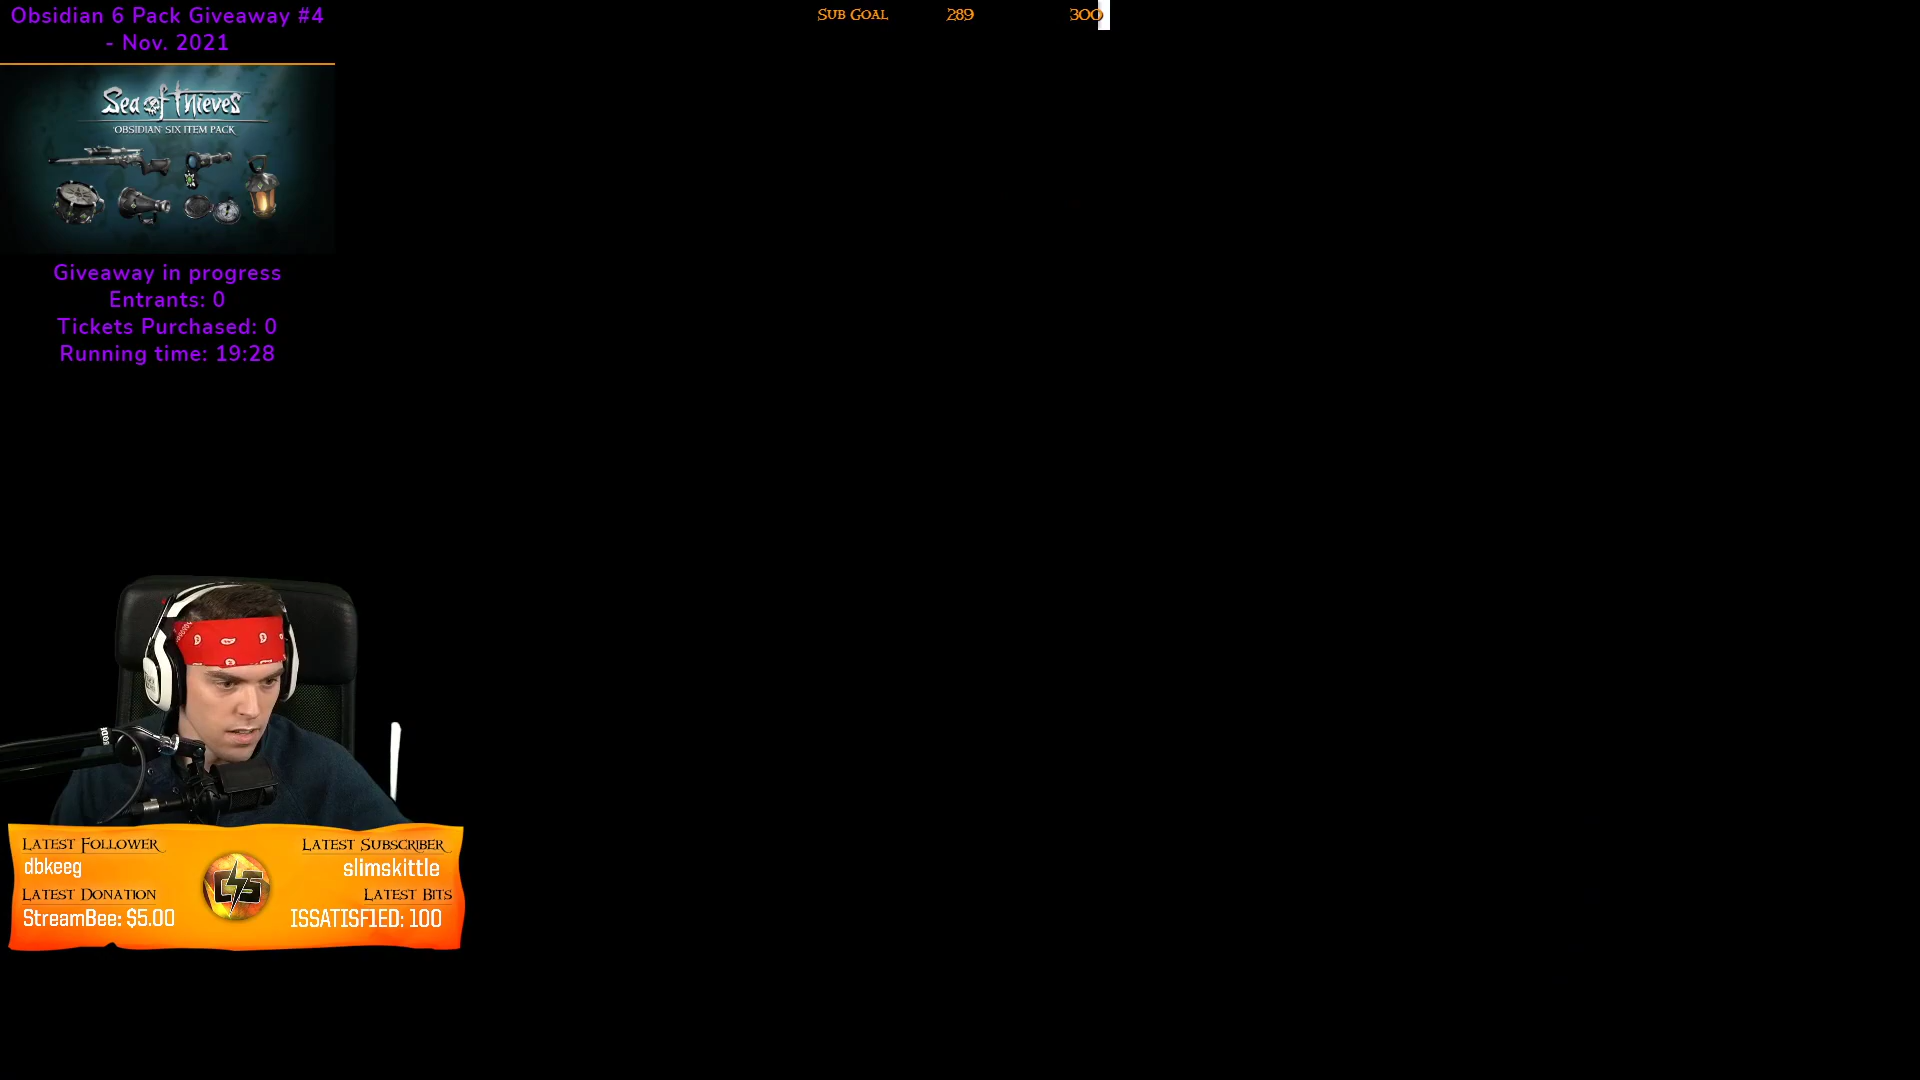 Obsidian 6 Pack Giveaway #4
- Nov. 2021
Sub Goal 289 300
Sea of Thieves
'OBSIDIAN' SIX ITEM PACK
Giveaway in progress
Entrants: 0
Tickets Purchased: 0
Running time: 19:28
Latest Follower
dbkeeg
Latest Donation
StreamBee: $5.00
CS
Latest Subscriber
slimskittle
Latest Bits
ISSATISF1ED: 100